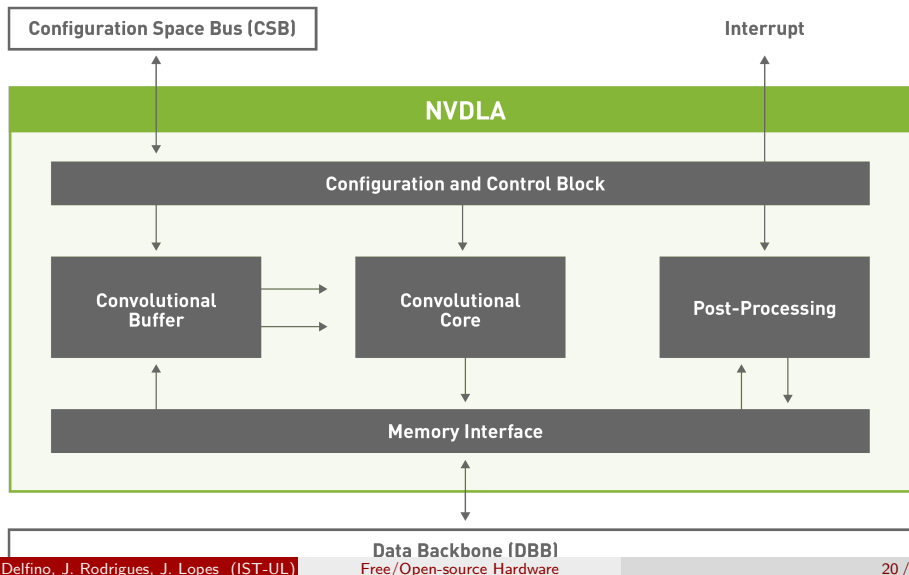 Configuration Space Bus (CSB)
Interrupt
NVDLA
Configuration and Control Block
Convolutional
Buffer
Convolutional
Core
Post-Processing
Memory Interface
Data Backbone (DBB)
Delfino, J. Rodrigues, J. Lopes (IST-UL)
Free/Open-source Hardware
20 /